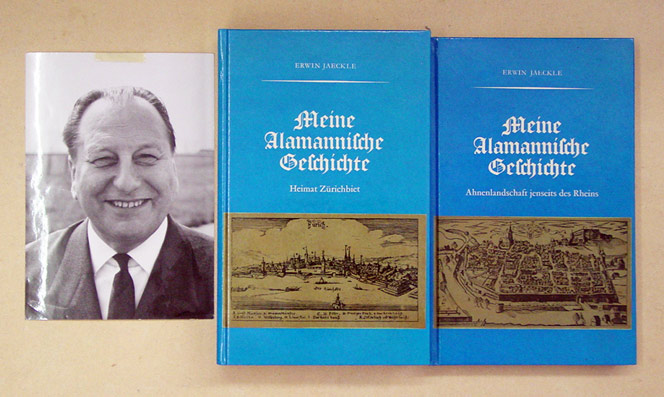 ERWIN JAECKLE
Meine
Alamanniſche
Geſchichte
Heimat Zürichbiet
ERWIN JAECKLE
Meine
Alamanniſche
Geſchichte
Ahnenlandschaft jenseits des Rheins